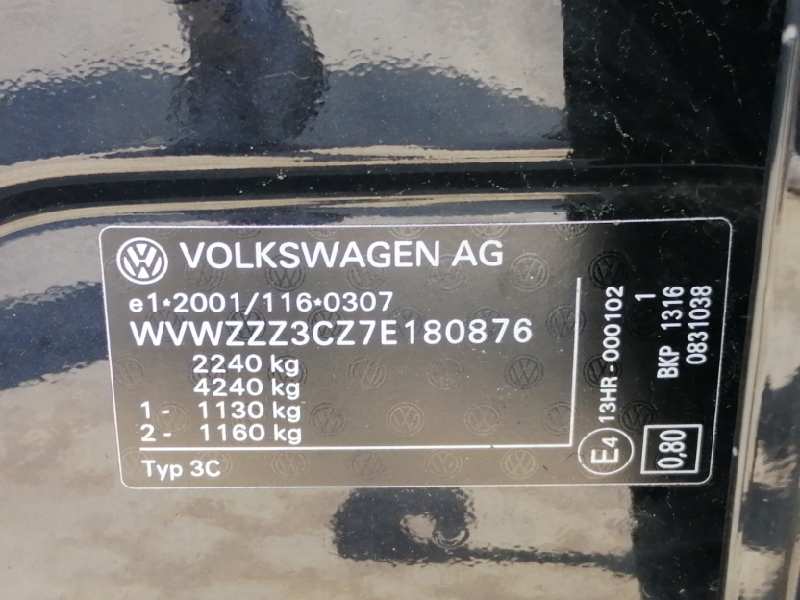 VOLKSWAGEN AG
e1*2001/116*0307
WVWZZZ3CZ7E180876
2240 kg
4240 kg
1- 1130 kg
2- 1160 kg
Typ 3C
E4
13HR-000102
1
BKP 1316
0831038
0,80